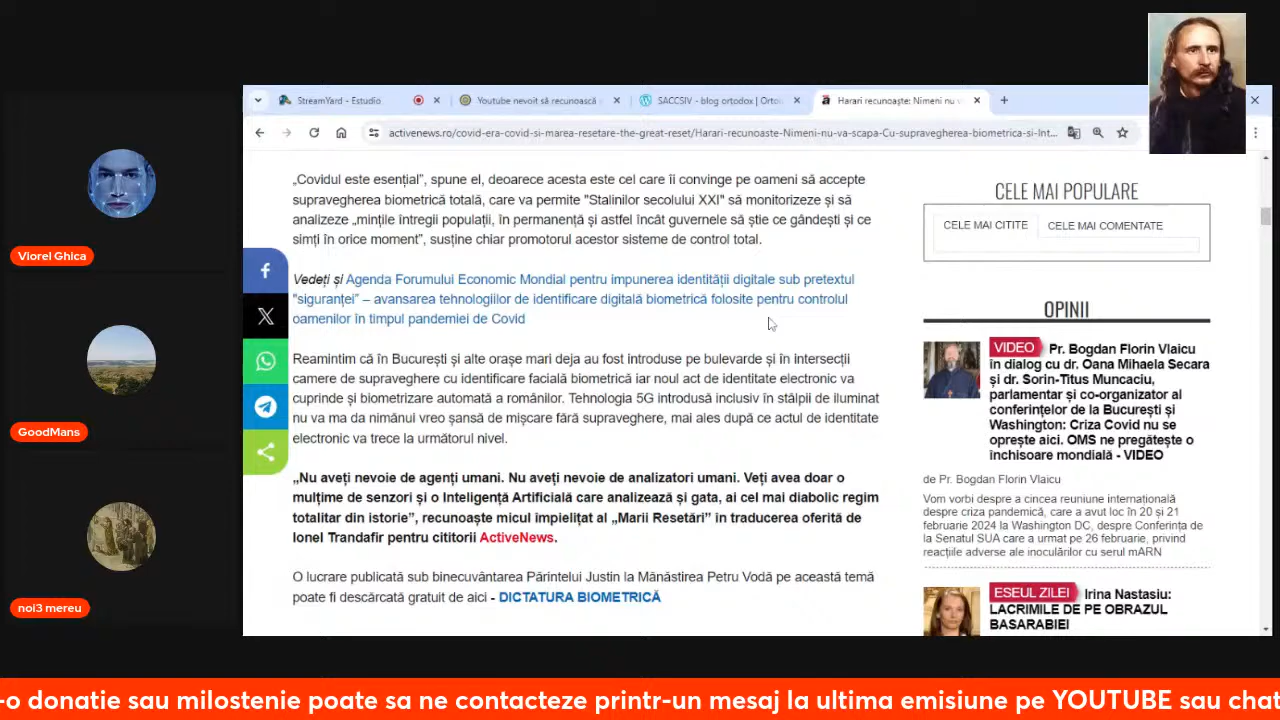 StreamYard - Estudio
Youtube nevoit să recunoască
SACCSIV - blog ortodox | Orto
Harari recunoaște: Nimeni nu v
activenews.ro/covid-era-covid-si-marea-resetare-the-great-reset/Harari-recunoaste-Nimeni-nu-va-scapa-Cu-supravegherea-biometrica-si-Int...
„Covidul este esențial”, spune el, deoarece acesta este cel care îi convinge pe oameni să accepte
supravegherea biometrică totală, care va permite "Stalinilor secolului XXI" să monitorizeze și să
analizeze „mințile întregii populații, în permanență și astfel încât guvernele să știe ce gândești și ce
simți în orice moment”, susține chiar promotorul acestor sisteme de control total.
Vedeți și Agenda Forumului Economic Mondial pentru impunerea identității digitale sub pretextul
"siguranței” – avansarea tehnologiilor de identificare digitală biometrică folosite pentru controlul
oamenilor în timpul pandemiei de Covid
Reamintim că în București și alte orașe mari deja au fost introduse pe bulevarde și în intersecții
camere de supraveghere cu identificare facială biometrică iar noul act de identitate electronic va
cuprinde și biometrizare automată a românilor. Tehnologia 5G introdusă inclusiv în stâlpii de iluminat
nu va ma da nimănui vreo șansă de mișcare fără supraveghere, mai ales după ce actul de identitate
electronic va trece la următorul nivel.
„Nu aveți nevoie de agenți umani. Nu aveți nevoie de analizatori umani. Veți avea doar o
mulțime de senzori și o Inteligență Artificială care analizează și gata, ai cel mai diabolic regim
totalitar din istorie”, recunoaște micul împielițat al „Marii Resetări” în traducerea oferită de
Ionel Trandafir pentru cititorii ActiveNews.
O lucrare publicată sub binecuvântarea Părintelui Justin la Mânăstirea Petru Vodă pe această temă
poate fi descărcată gratuit de aici - DICTATURA BIOMETRICĂ
CELE MAI POPULARE
CELE MAI CITITE
CELE MAI COMENTATE
OPINII
VIDEO Pr. Bogdan Florin Vlaicu
în dialog cu dr. Oana Mihaela Secara
și dr. Sorin-Titus Muncaciu,
parlamentar și co-organizator al
conferințelor de la București și
Washington: Criza Covid nu se
oprește aici. OMS ne pregătește o
închisoare mondială - VIDEO
de Pr. Bogdan Florin Vlaicu
Vom vorbi despre a cincea reuniune internațională
despre criza pandemică, care a avut loc în 20 și 21
februarie 2024 la Washington DC, despre Conferința de
la Senatul SUA care a urmat pe 26 februarie, privind
reacțiile adverse ale inoculărilor cu serul mARN
ESEUL ZILEI Irina Nastasiu:
LACRIMILE DE PE OBRAZUL
BASARABIEI
Viorel Ghica
GoodMans
noi3 mereu
-o donatie sau milostenie poate sa ne contacteze printr-un mesaj la ultima emisiune pe YOUTUBE sau chat